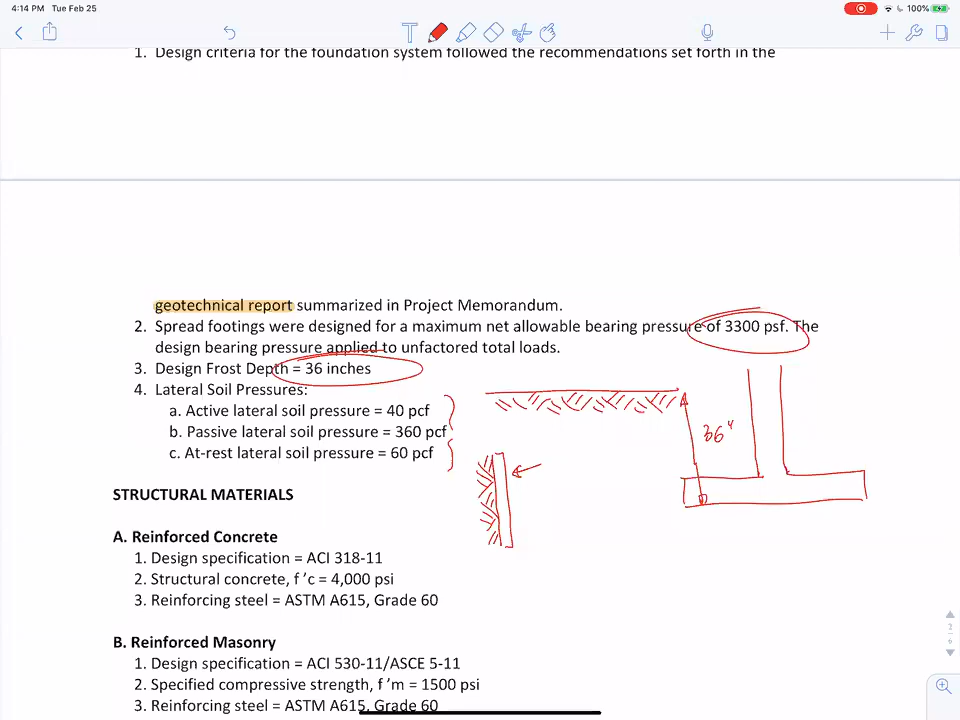 4:14 PM Tue Feb 25
100%
T
1. Design criteria for the foundation system followed the recommendations set forth in the
geotechnical report summarized in Project Memorandum.
2. Spread footings were designed for a maximum net allowable bearing pressure of 3300 psf. The
design bearing pressure applied to unfactored total loads.
3. Design Frost Depth = 36 inches
4. Lateral Soil Pressures:
a. Active lateral soil pressure = 40 pcf
b. Passive lateral soil pressure = 360 pcf
c. At-rest lateral soil pressure = 60 pcf
36"
STRUCTURAL MATERIALS
A. Reinforced Concrete
1. Design specification = ACI 318-11
2. Structural concrete, f 'c = 4,000 psi
3. Reinforcing steel = ASTM A615, Grade 60
B. Reinforced Masonry
1. Design specification = ACI 530-11/ASCE 5-11
2. Specified compressive strength, f 'm = 1500 psi
3. Reinforcing steel = ASTM A615, Grade 60